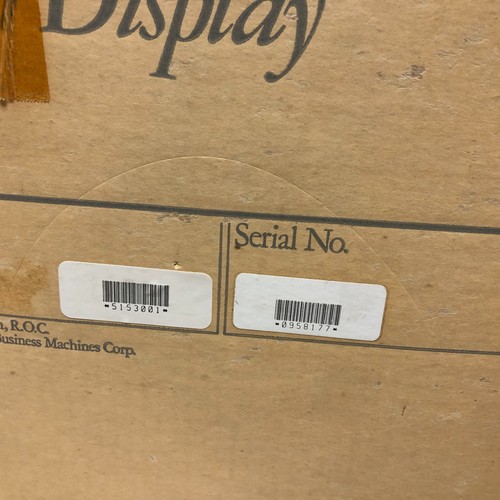 Display
Serial No.
*5153001*
*0958177*
, R.O.C.
Business Machines Corp.